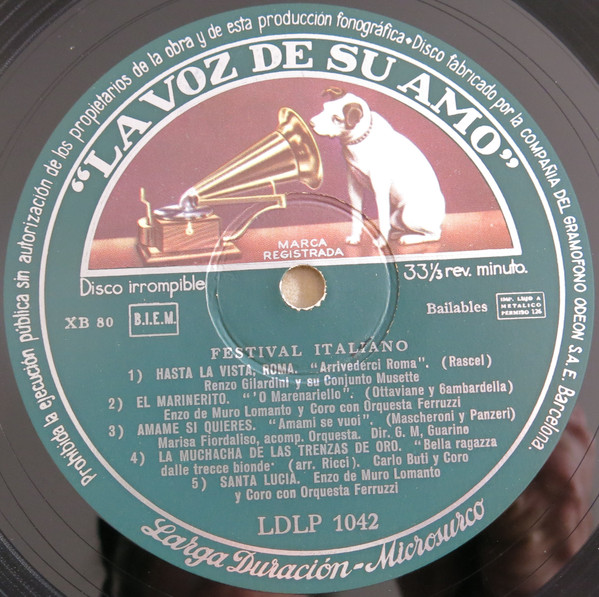 Prohibida la ejecución pública sin autorización de los propietarios de la obra y de esta producción fonográfica • Disco fabricado por la COMPAÑIA DEL GRAMOFONO ODEON S.A.E. Barcelona.
"LA VOZ DE SU AMO"
MARCA
REGISTRADA
Disco irrompible
33⅓ rev. minuto.
XB 80
B.I.E.M.
Bailables
Imp. Lujo A
METALICO
PERMISO 126
FESTIVAL ITALIANO
1) HASTA LA VISTA, ROMA. "Arrivederci Roma". (Rascel)
Renzo Gilardini y su Conjunto Musette
2) EL MARINERITO. "'O Marenariello". (Ottaviane y Gambardella)
Enzo de Muro Lomanto y Coro con Orquesta Ferruzzi
3) AMAME SI QUIERES. "Amami se vuoi". (Mascheroni y Panzeri)
Marisa Fiordaliso, acomp. Orquesta. Dir. G. M. Guarino
4) LA MUCHACHA DE LAS TRENZAS DE ORO. "Bella ragazza
dalle trecce bionde" (arr. Ricci). Carlo Buti y Coro
5) SANTA LUCIA. Enzo de Muro Lomanto
y Coro con Orquesta Ferruzzi
LDLP 1042
Larga Duración-Microsurco